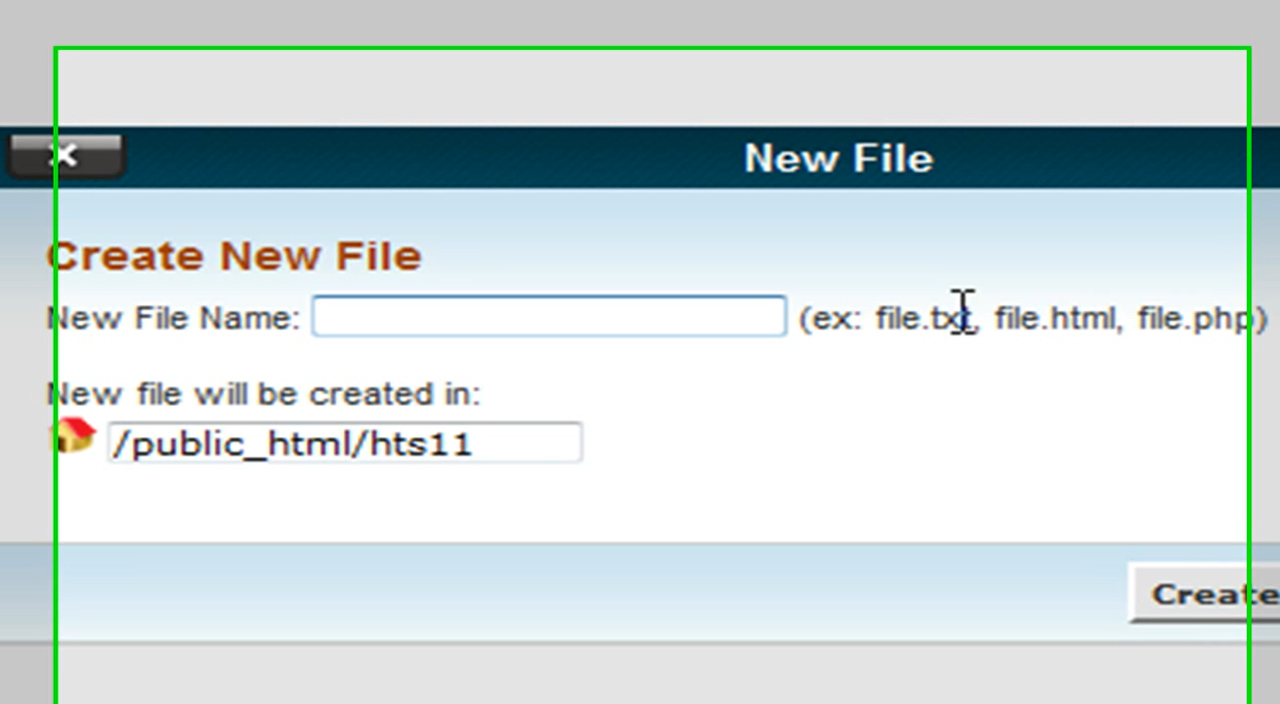 New File
Create New File
New File Name: (ex: file.txt, file.html, file.php)
New file will be created in:
/public_html/hts11
Create